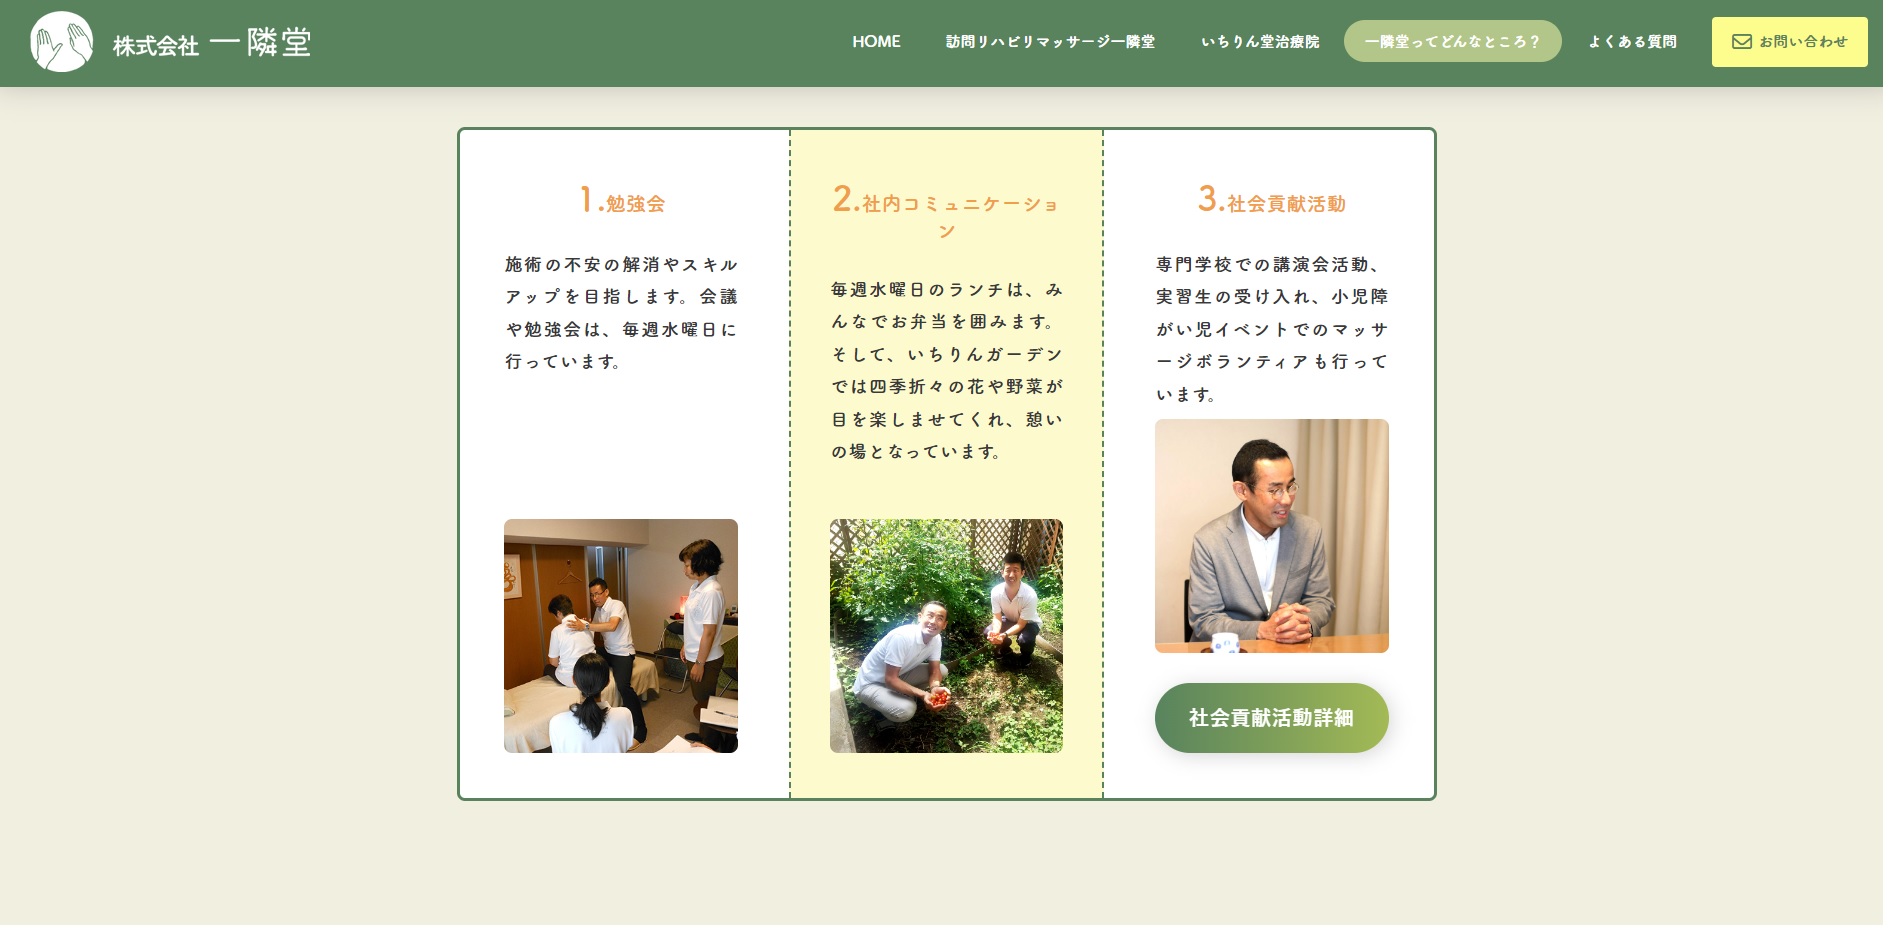 株式会社 一隣堂
HOME
訪問リハビリマッサージ一隣堂
いちりん堂治療院
一隣堂ってどんなところ？
よくある質問
お問い合わせ
1.勉強会
施術の不安の解消やスキル
アップを目指します。会議
や勉強会は、毎週水曜日に
行っています。
2.社内コミュニケーショ
ン
毎週水曜日のランチは、み
んなでお弁当を囲みます。
そして、いちりんガーデン
では四季折々の花や野菜が
目を楽しませてくれ、憩い
の場となっています。
3.社会貢献活動
専門学校での講演会活動、
実習生の受け入れ、小児障
がい児イベントでのマッサ
ージボランティアも行って
います。
社会貢献活動詳細